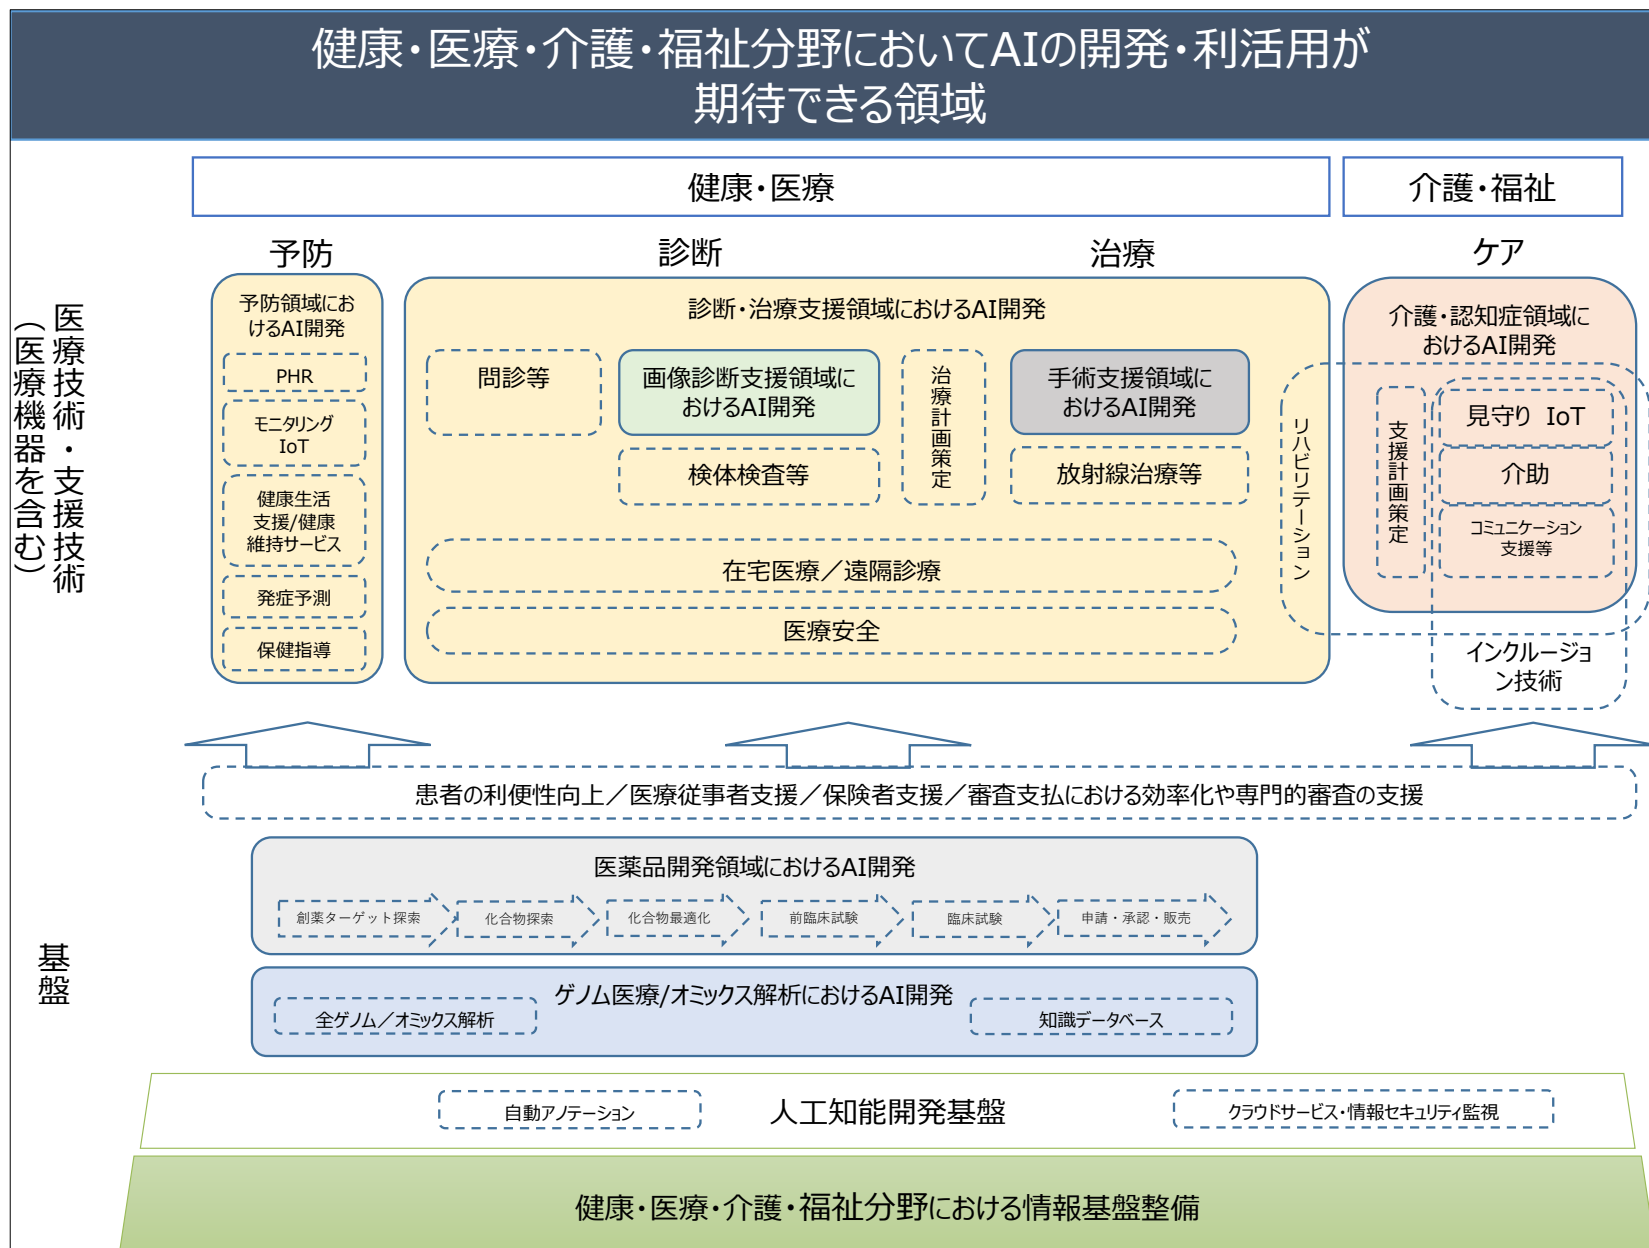 健康・医療・介護・福祉分野においてAIの開発・利活用が
期待できる領域
健康・医療
介護・福祉
予防
診断
治療
ケア
医療技術・支援技術
(医療機器を含む)
予防領域にお
けるAI開発
PHR
モニタリング
IoT
健康生活
支援/健康
維持サービス
発症予測
保健指導
診断・治療支援領域におけるAI開発
問診等
画像診断支援領域に
おけるAI開発
検体検査等
治療計画策定
手術支援領域に
おけるAI開発
放射線治療等
在宅医療／遠隔診療
医療安全
リハビリテーション
介護・認知症領域に
おけるAI開発
支援計画策定
見守り IoT
介助
コミュニケーション
支援等
インクルージョ
ン技術
患者の利便性向上／医療従事者支援／保険者支援／審査支払における効率化や専門的審査の支援
基盤
医薬品開発領域におけるAI開発
創薬ターゲット探索
化合物探索
化合物最適化
前臨床試験
臨床試験
申請・承認・販売
ゲノム医療/オミックス解析におけるAI開発
全ゲノム／オミックス解析
知識データベース
自動アノテーション
人工知能開発基盤
クラウドサービス・情報セキュリティ監視
健康・医療・介護・福祉分野における情報基盤整備